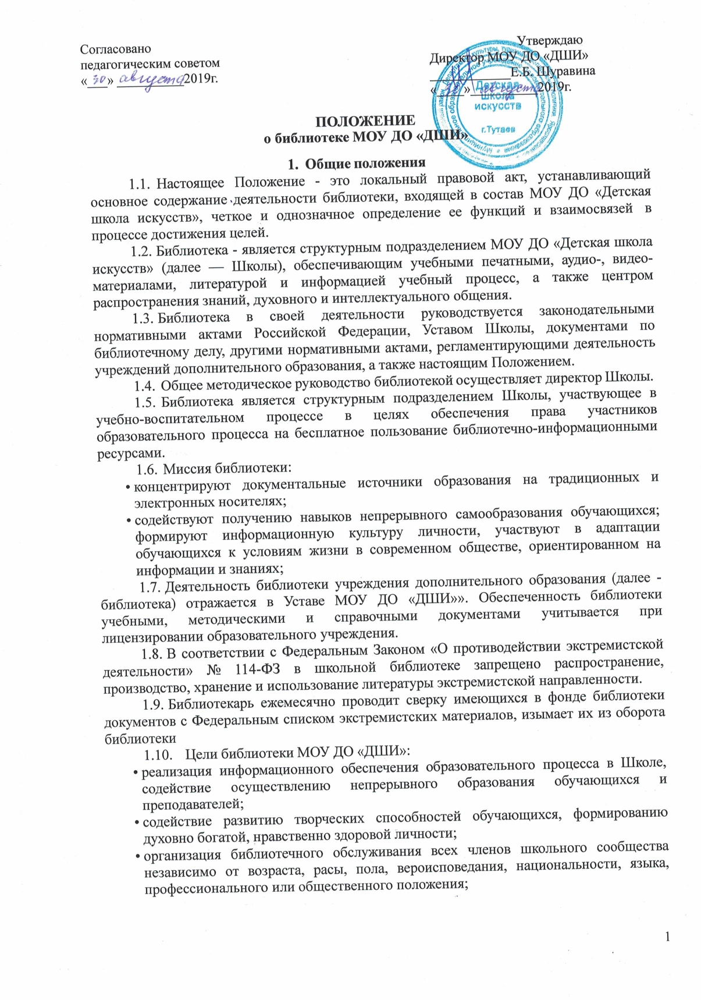 Согласовано
педагогическим советом
«30» августа 2019г.
Утверждаю
Директор МОУ ДО «ДШИ»
____________Е.Б. Шуравина
«30» августа 2019г.
Детская
школа
искусств
г.Тутаев
ПОЛОЖЕНИЕ
о библиотеке МОУ ДО «ДШИ»
1. Общие положения
1.1. Настоящее Положение - это локальный правовой акт, устанавливающий
основное содержание деятельности библиотеки, входящей в состав МОУ ДО «Детская
школа искусств», четкое и однозначное определение ее функций и взаимосвязей в
процессе достижения целей.
1.2. Библиотека - является структурным подразделением МОУ ДО «Детская школа
искусств» (далее — Школы), обеспечивающим учебными печатными, аудио-, видео-
материалами, литературой и информацией учебный процесс, а также центром
распространения знаний, духовного и интеллектуального общения.
1.3. Библиотека в своей деятельности руководствуется законодательными
нормативными актами Российской Федерации, Уставом Школы, документами по
библиотечному делу, другими нормативными актами, регламентирующими деятельность
учреждений дополнительного образования, а также настоящим Положением.
1.4. Общее методическое руководство библиотекой осуществляет директор Школы.
1.5. Библиотека является структурным подразделением Школы, участвующее в
учебно-воспитательном процессе в целях обеспечения права участников
образовательного процесса на бесплатное пользование библиотечно-информационными
ресурсами.
1.6. Миссия библиотеки:
• концентрируют документальные источники образования на традиционных и
электронных носителях;
• содействуют получению навыков непрерывного самообразования обучающихся;
формируют информационную культуру личности, участвуют в адаптации
обучающихся к условиям жизни в современном обществе, ориентированном на
информации и знаниях;
1.7. Деятельность библиотеки учреждения дополнительного образования (далее -
библиотека) отражается в Уставе МОУ ДО «ДШИ»». Обеспеченность библиотеки
учебными, методическими и справочными документами учитывается при
лицензировании образовательного учреждения.
1.8. В соответствии с Федеральным Законом «О противодействии экстремистской
деятельности» № 114-ФЗ в школьной библиотеке запрещено распространение,
производство, хранение и использование литературы экстремистской направленности.
1.9. Библиотекарь ежемесячно проводит сверку имеющихся в фонде библиотеки
документов с Федеральным списком экстремистских материалов, изымает их из оборота
библиотеки
1.10. Цели библиотеки МОУ ДО «ДШИ»:
• реализация информационного обеспечения образовательного процесса в Школе,
содействие осуществлению непрерывного образования обучающихся и
преподавателей;
• содействие развитию творческих способностей обучающихся, формированию
духовно богатой, нравственно здоровой личности;
• организация библиотечного обслуживания всех членов школьного сообщества
независимо от возраста, расы, пола, вероисповедания, национальности, языка,
профессионального или общественного положения;
1